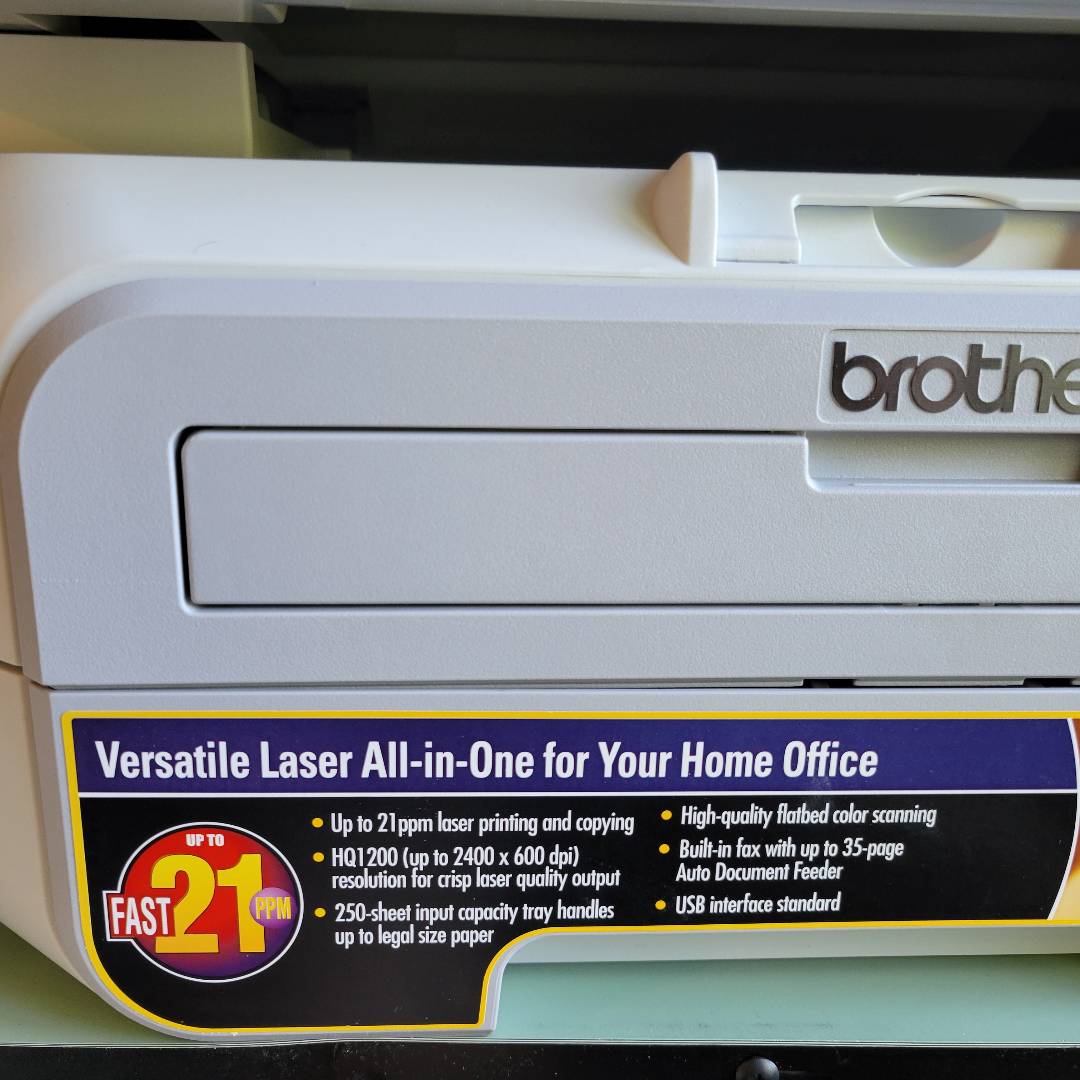 brothe
Versatile Laser All-in-One for Your Home Office
UP TO
FAST 21 PPM
• Up to 21ppm laser printing and copying
• HQ1200 (up to 2400 x 600 dpi)
resolution for crisp laser quality output
• 250-sheet input capacity tray handles
up to legal size paper
• High-quality flatbed color scanning
• Built-in fax with up to 35-page
Auto Document Feeder
• USB interface standard